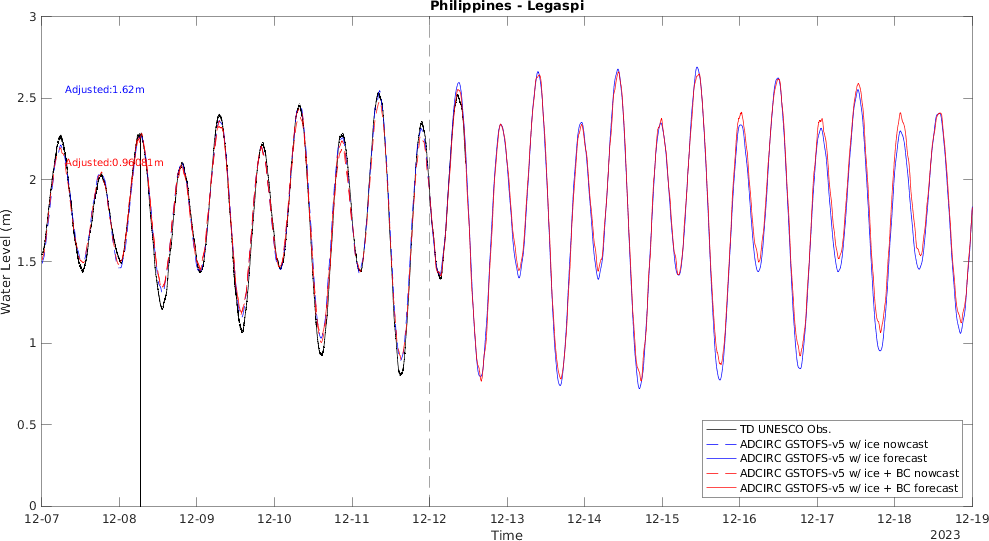 Philippines - Legaspi
3
Adjusted:1.62m
2.5
Adjusted:0.96081m
2
Water Level (m)
1.5
1
0.5
0
TD UNESCO Obs.
ADCIRC GSTOFS-v5 w/ ice nowcast
ADCIRC GSTOFS-v5 w/ ice forecast
ADCIRC GSTOFS-v5 w/ ice + BC nowcast
ADCIRC GSTOFS-v5 w/ ice + BC forecast
12-07 12-08 12-09 12-10 12-11 12-12 12-13 12-14 12-15 12-16 12-17 12-18 12-19
Time
2023